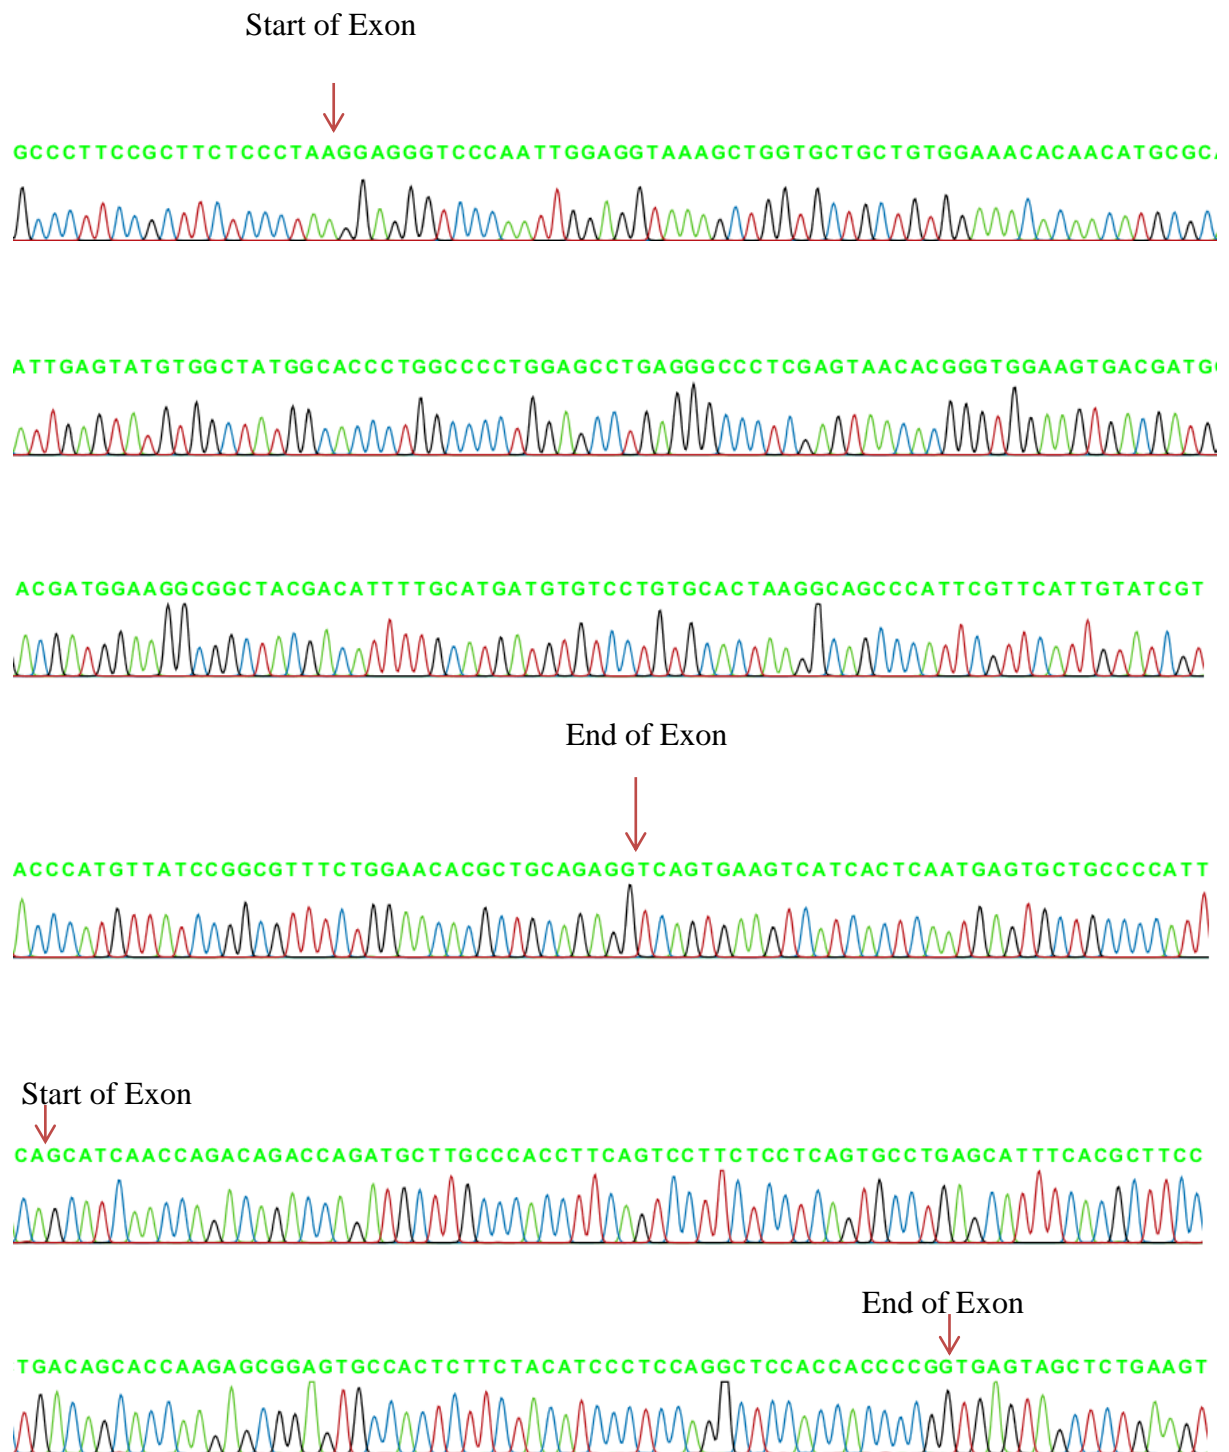 Start of Exon
GCCCTTCCGCTTCTCCCTAAGGAGGGTCCCAATTGGAGGTAAAGCTGGTGCTGCTGTGGAAACACAACATGCGC
ATTGAGTATGTGGCTATGGCACCCTGGCCCCTGGAGCCTGAGGGCCCTCGAGTAACACGGGTGGAAGTGACGATG
ACGATGGAAGGCGGCTACGACATTTTGCATGATGTGTCCTGTGCACTAAGGCAGCCCATTCGTTCATTGTATCGT
End of Exon
ACCCATGTTATCCGGCGTTTCTGGAACACGCTGCAGAGGTCAGTGAAGTCATCACTCAATGAGTGCTGCCCCATT
Start of Exon
CAGCATCAACCAGACAGACCAGATGCTTGCCCACCTTCAGTCCTTCTCCTCAGTGCCTGAGCATTTCACGCTTCC
End of Exon
TGACAGCACCAAGAGCGGAGTGCCACTCTTCTACATCCCTCCAGGCTCCACCACCCCGGTGAGTAGCTCTGAAGT